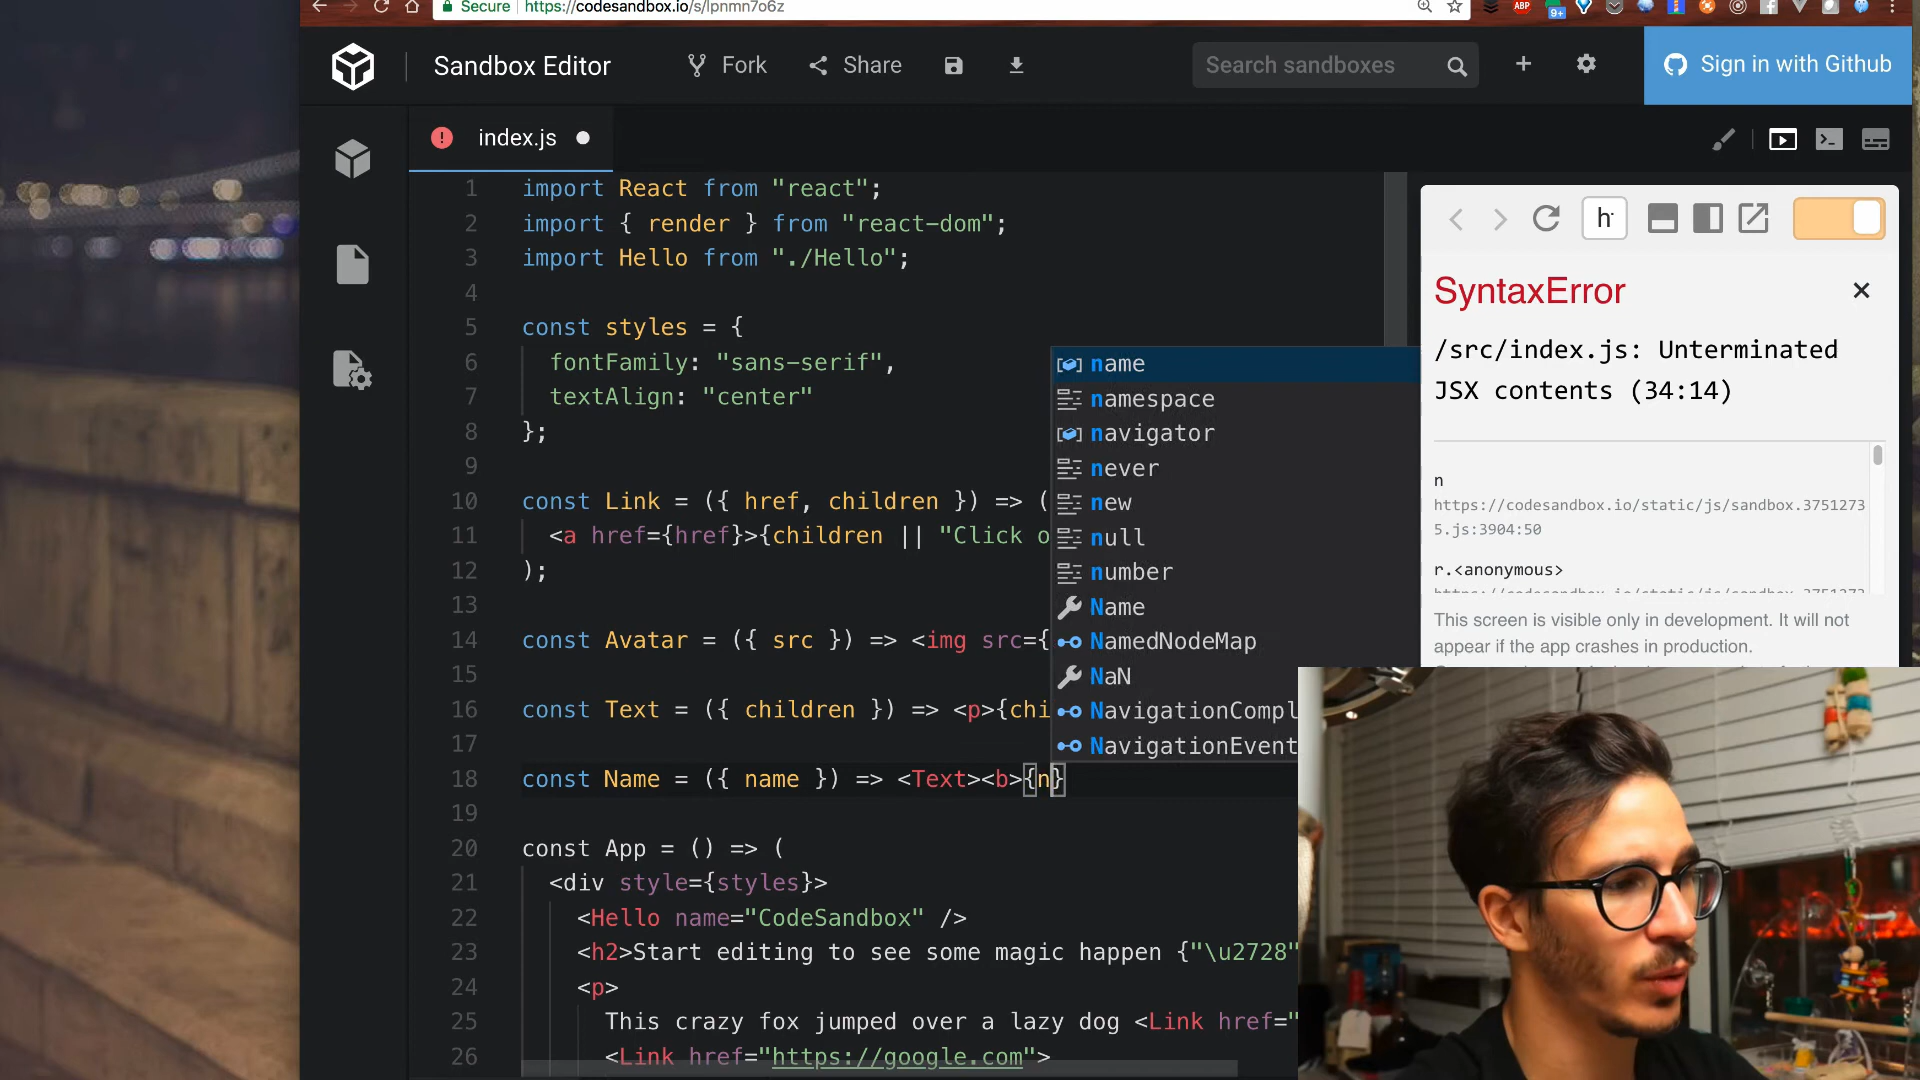 Secure https://codesandbox.io/s/lpnmn7o6z
ABP
9+
Sandbox Editor
Fork
Share
Search sandboxes
Sign in with Github
index.js
1 import React from "react";
2 import { render } from "react-dom";
3 import Hello from "./Hello";
4
5 const styles = {
6 fontFamily: "sans-serif",
7 textAlign: "center"
8 };
9
10 const Link = ({ href, children }) => (
11 <a href={href}>{children || "Click o
12 );
13
14 const Avatar = ({ src }) => <img src={
15
16 const Text = ({ children }) => <p>{chi
17
18 const Name = ({ name }) => <Text><b>{n}
19
20 const App = () => (
21 <div style={styles}>
22 <Hello name="CodeSandbox" />
23 <h2>Start editing to see some magic happen {"\u2728"
24 <p>
25 This crazy fox jumped over a lazy dog <Link href="
26 <Link href="https://google.com">
name
namespace
navigator
never
new
null
number
Name
NamedNodeMap
NaN
NavigationCompl
NavigationEvent
SyntaxError
/src/index.js: Unterminated
JSX contents (34:14)
n
https://codesandbox.io/static/js/sandbox.3751273
5.js:3904:50
r.<anonymous>
This screen is visible only in development. It will not
appear if the app crashes in production.